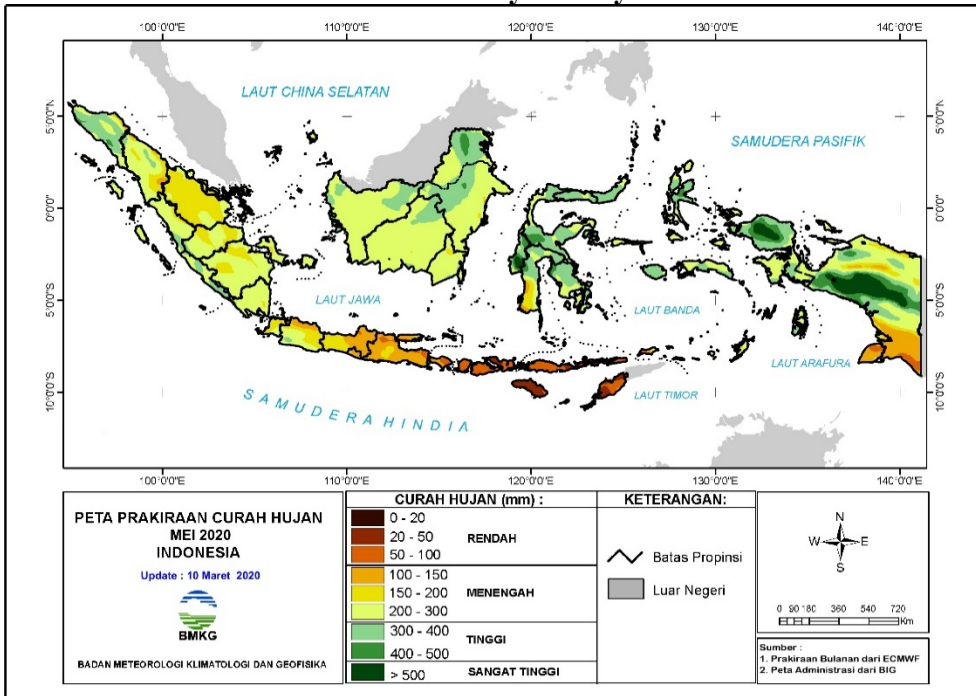 100°0'0"E 110°0'0"E 120°0'0"E 130°0'0"E 140°0'0"E
LAUT CHINA SELATAN
SAMUDERA PASIFIK
5°0'0"N 5°0'0"N
0°0'0" 0°0'0"
5°0'0"S 5°0'0"S
10°0'0"S 10°0'0"S
LAUT JAWA
LAUT BANDA
LAUT ARAFURA
LAUT TIMOR
SAMUDERA HINDIA
100°0'0"E 110°0'0"E 120°0'0"E 130°0'0"E 140°0'0"E
PETA PRAKIRAAN CURAH HUJAN
MEI 2020
INDONESIA
Update : 10 Maret 2020
BMKG
BADAN METEOROLOGI KLIMATOLOGI DAN GEOFISIKA
CURAH HUJAN (mm) :
0 - 20
20 - 50 RENDAH
50 - 100
100 - 150
150 - 200 MENENGAH
200 - 300
300 - 400 TINGGI
400 - 500
> 500 SANGAT TINGGI
KETERANGAN:
Batas Propinsi
Luar Negeri
N
W E
S
0 90 180 360 540 720
Km
Sumber :
1. Prakiraan Bulanan dari ECMWF
2. Peta Administrasi dari BIG